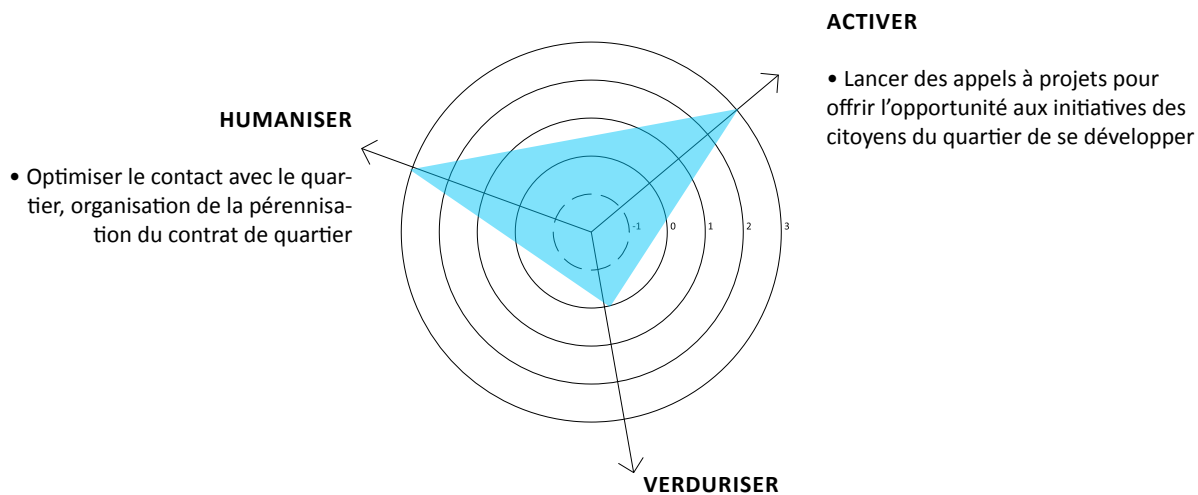 ACTIVER
• Lancer des appels à projets pour
offrir l’opportunité aux initiatives des
citoyens du quartier de se développer
HUMANISER
• Optimiser le contact avec le quar-
tier, organisation de la pérennisa-
tion du contrat de quartier
-1
0
1
2
3
VERDURISER